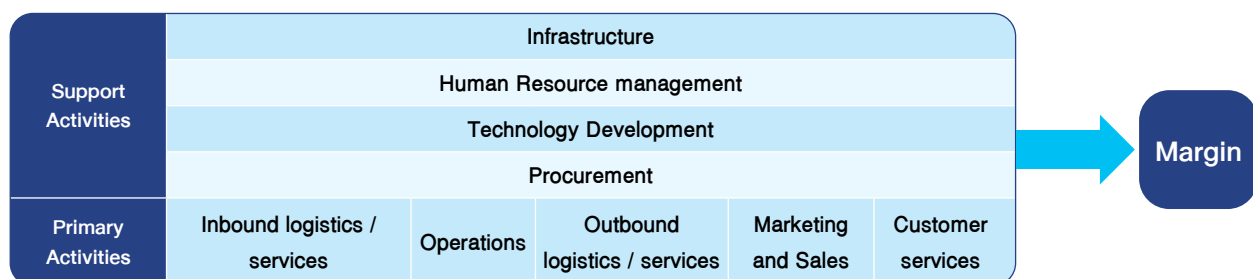 Support
Activities
Infrastructure
Human Resource management
Technology Development
Procurement
Margin
Primary
Activities
Inbound logistics /
services
Operations
Outbound
logistics / services
Marketing
and Sales
Customer
services